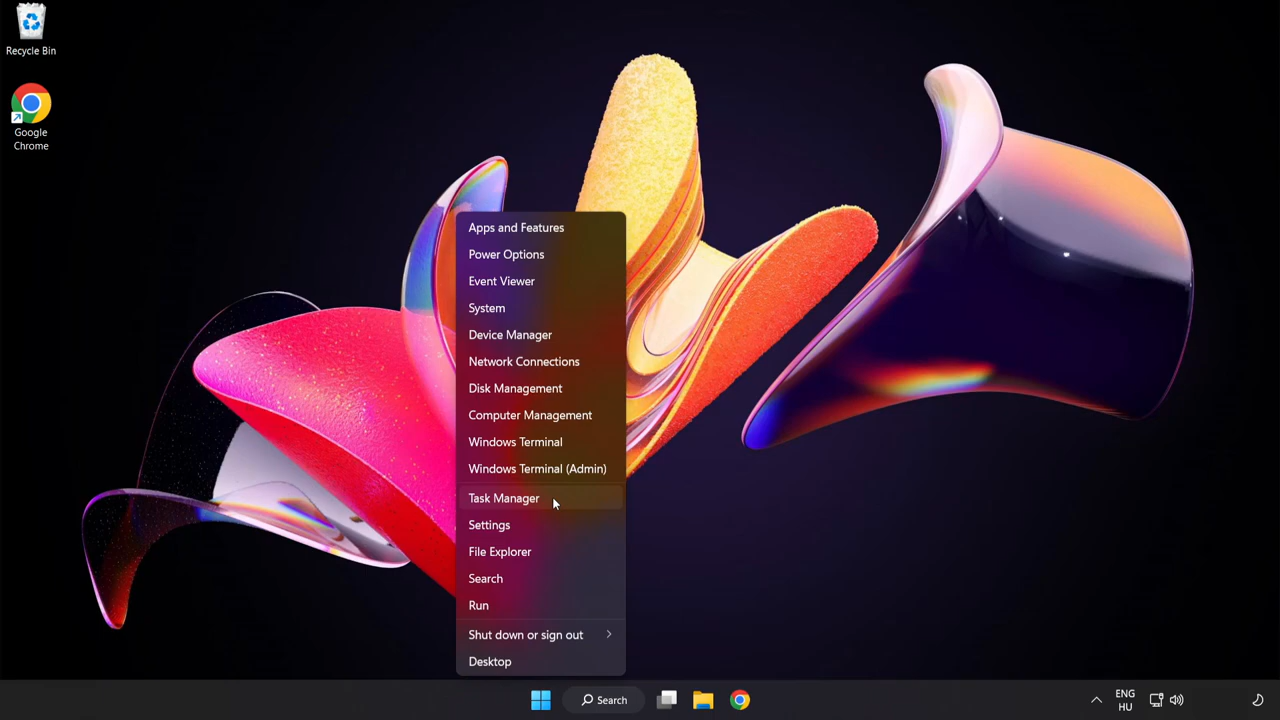 Recycle Bin
Google
Chrome
Apps and Features
Power Options
Event Viewer
System
Device Manager
Network Connections
Disk Management
Computer Management
Windows Terminal
Windows Terminal (Admin)
Task Manager
Settings
File Explorer
Search
Run
Shut down or sign out
Desktop
Search
ENG
HU